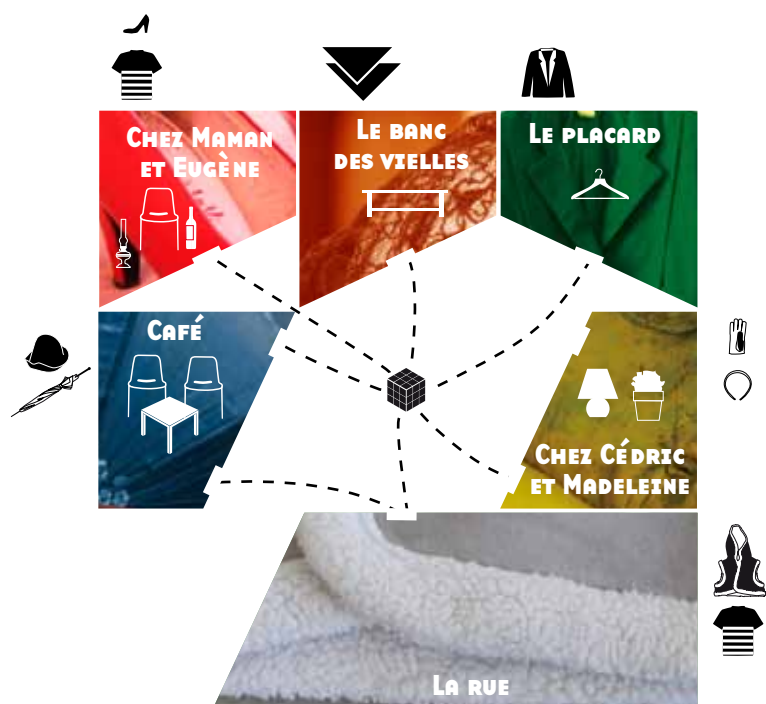 Chez Maman
et Eugène
Le banc
des vielles
Le placard
Café
Chez Cédric
et Madeleine
La rue